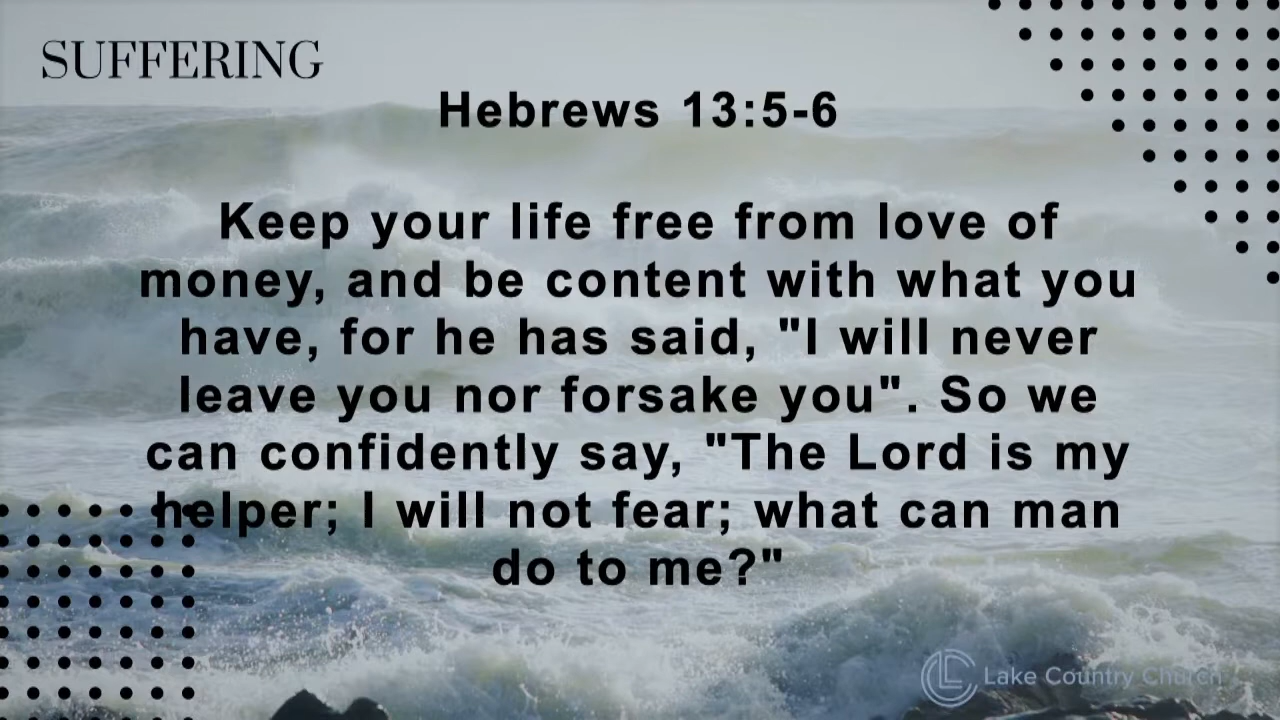 SUFFERING
Hebrews 13:5-6
Keep your life free from love of
money, and be content with what you
have, for he has said, "I will never
leave you nor forsake you". So we
can confidently say, "The Lord is my
helper; I will not fear; what can man
do to me?"
Lake Country Church